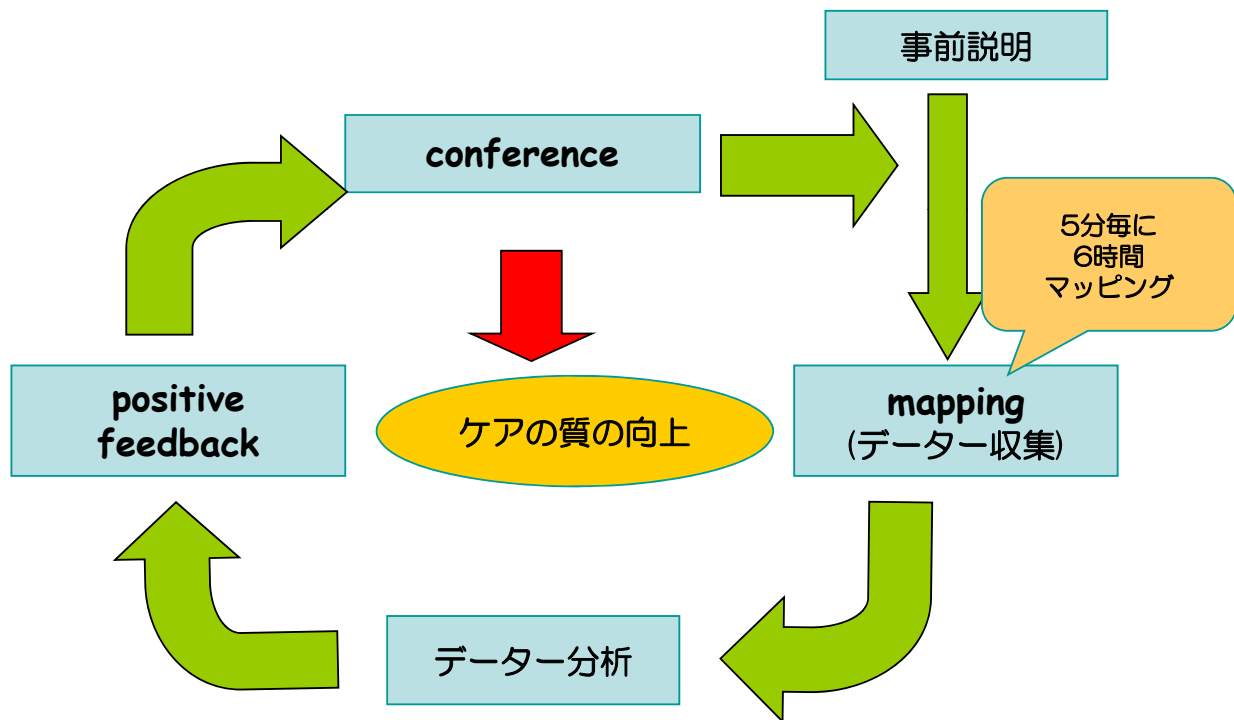 事前説明
conference
5分毎に
6時間
マッピング
positive
feedback
ケアの質の向上
mapping
(データー収集)
データー分析